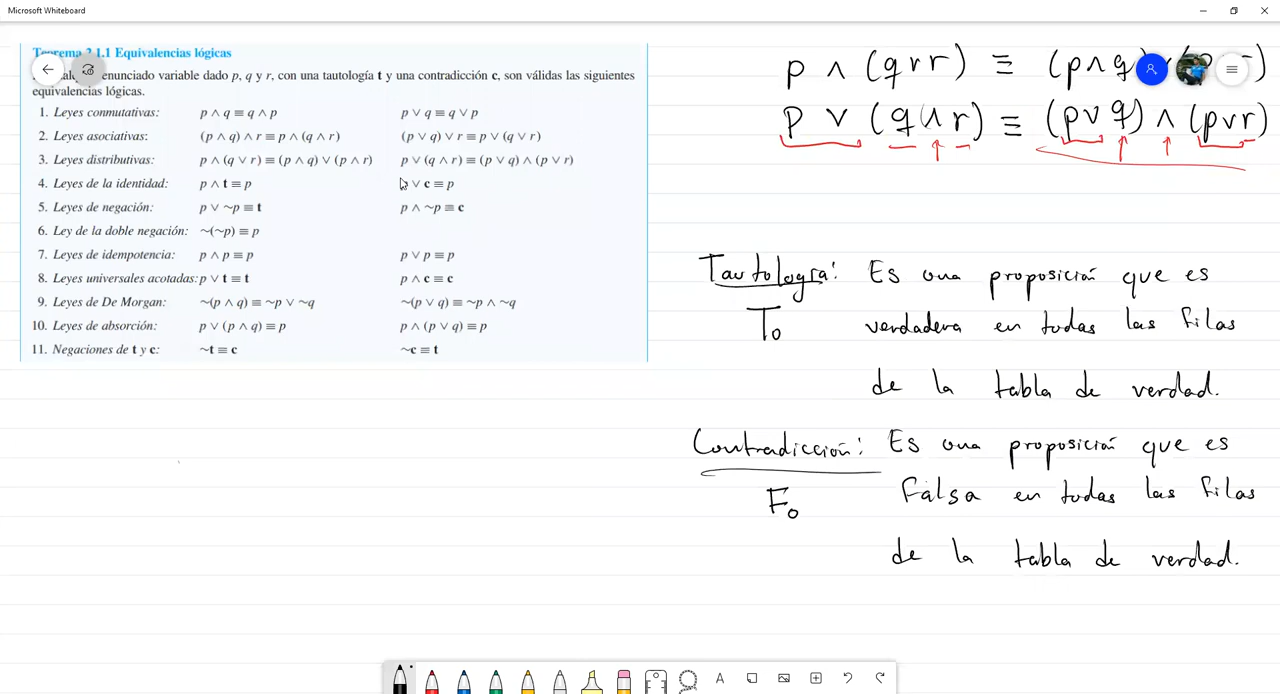 Microsoft Whiteboard
Teorema 2.1.1 Equivalencias lógicas
enunciado variable dado p, q y r, con una tautología t y una contradicción c, son válidas las siguientes
equivalencias lógicas.
1. Leyes conmutativas: p ∧ q ≡ q ∧ p p ∨ q ≡ q ∨ p
2. Leyes asociativas: (p ∧ q) ∧ r ≡ p ∧ (q ∧ r) (p ∨ q) ∨ r ≡ p ∨ (q ∨ r)
3. Leyes distributivas: p ∧ (q ∨ r) ≡ (p ∧ q) ∨ (p ∧ r) p ∨ (q ∧ r) ≡ (p ∨ q) ∧ (p ∨ r)
4. Leyes de la identidad: p ∧ t ≡ p ∨ c ≡ p
5. Leyes de negación: p ∨ ~p ≡ t p ∧ ~p ≡ c
6. Ley de la doble negación: ~(~p) ≡ p
7. Leyes de idempotencia: p ∧ p ≡ p p ∨ p ≡ p
8. Leyes universales acotadas: p ∨ t ≡ t p ∧ c ≡ c
9. Leyes de De Morgan: ~(p ∧ q) ≡ ~p ∨ ~q ~(p ∨ q) ≡ ~p ∧ ~q
10. Leyes de absorción: p ∨ (p ∧ q) ≡ p p ∧ (p ∨ q) ≡ p
11. Negaciones de t y c: ~t ≡ c ~c ≡ t
p ∧ (q ∨ r) ≡ (p ∧ q)
p ∨ (q ∧ r) ≡ (p ∨ q) ∧ (p ∨ r)
Tautología: Es una proposición que es
T₀ verdadera en todas las filas
de la tabla de verdad.
Contradicción: Es una proposición que es
F₀ falsa en todas las filas
de la tabla de verdad.
A